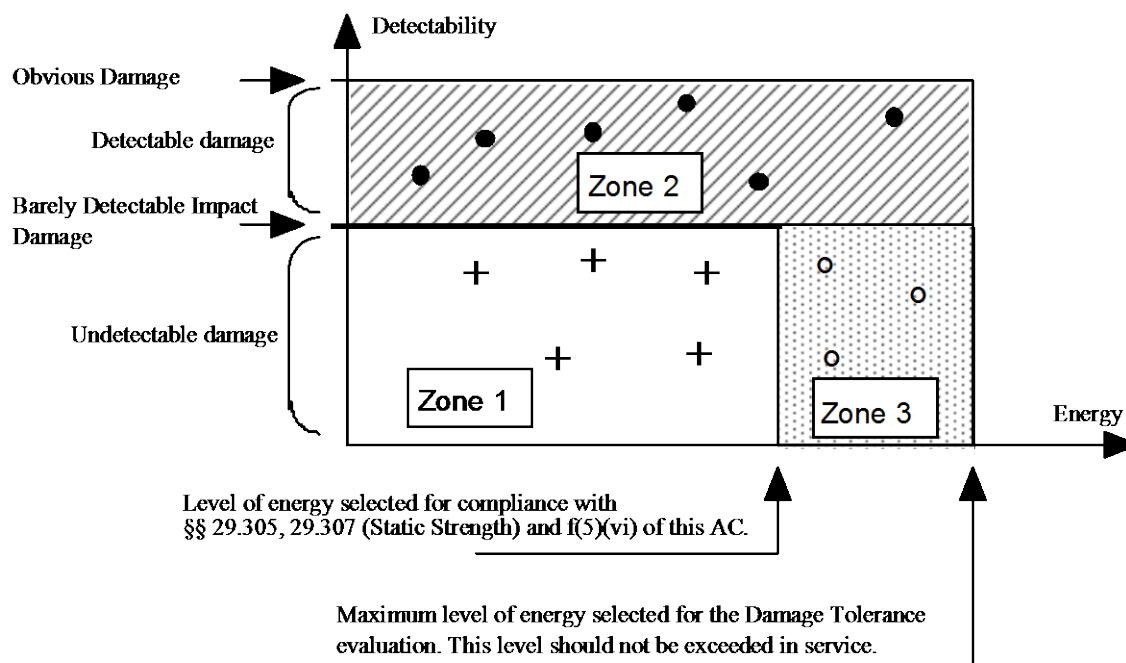 Detectability
Obvious Damage
Detectable damage
Zone 2
Barely Detectable Impact
Damage
Undetectable damage
Zone 1
Zone 3
Energy
Level of energy selected for compliance with
§§ 29.305, 29.307 (Static Strength) and f(5)(vi) of this AC.
Maximum level of energy selected for the Damage Tolerance
evaluation. This level should not be exceeded in service.